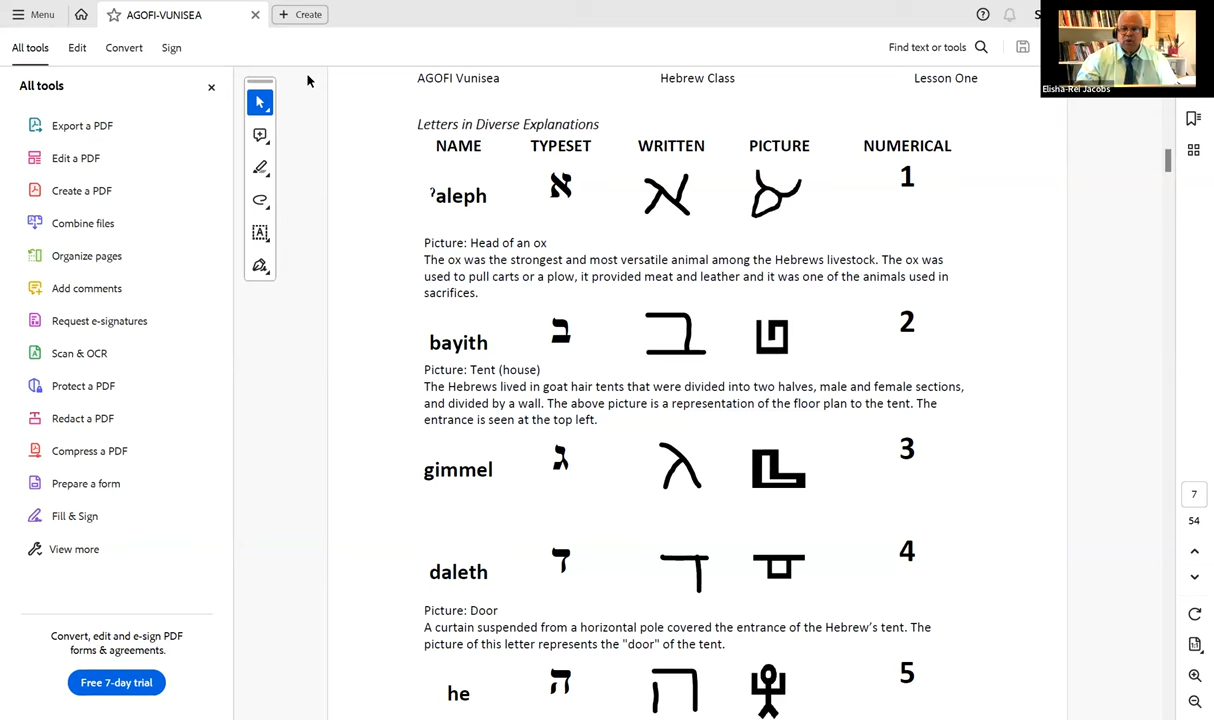 Menu
AGOFI-VUNISEA
Create
All tools
Edit
Convert
Sign
Find text or tools
Elisha-Rel Jacobs
All tools
Export a PDF
Edit a PDF
Create a PDF
Combine files
Organize pages
Add comments
Request e-signatures
Scan & OCR
Protect a PDF
Redact a PDF
Compress a PDF
Prepare a form
Fill & Sign
View more
Convert, edit and e-sign PDF
forms & agreements.
Free 7-day trial
AGOFI Vunisea Hebrew Class Lesson One
Letters in Diverse Explanations
NAME TYPESET WRITTEN PICTURE NUMERICAL
ʾaleph א א 1
Picture: Head of an ox
The ox was the strongest and most versatile animal among the Hebrews livestock. The ox was
used to pull carts or a plow, it provided meat and leather and it was one of the animals used in
sacrifices.
bayith ב ב 2
Picture: Tent (house)
The Hebrews lived in goat hair tents that were divided into two halves, male and female sections,
and divided by a wall. The above picture is a representation of the floor plan to the tent. The
entrance is seen at the top left.
gimmel ג ג 3
daleth ד ד 4
Picture: Door
A curtain suspended from a horizontal pole covered the entrance of the Hebrew's tent. The
picture of this letter represents the "door" of the tent.
he ה ה 5
7
54